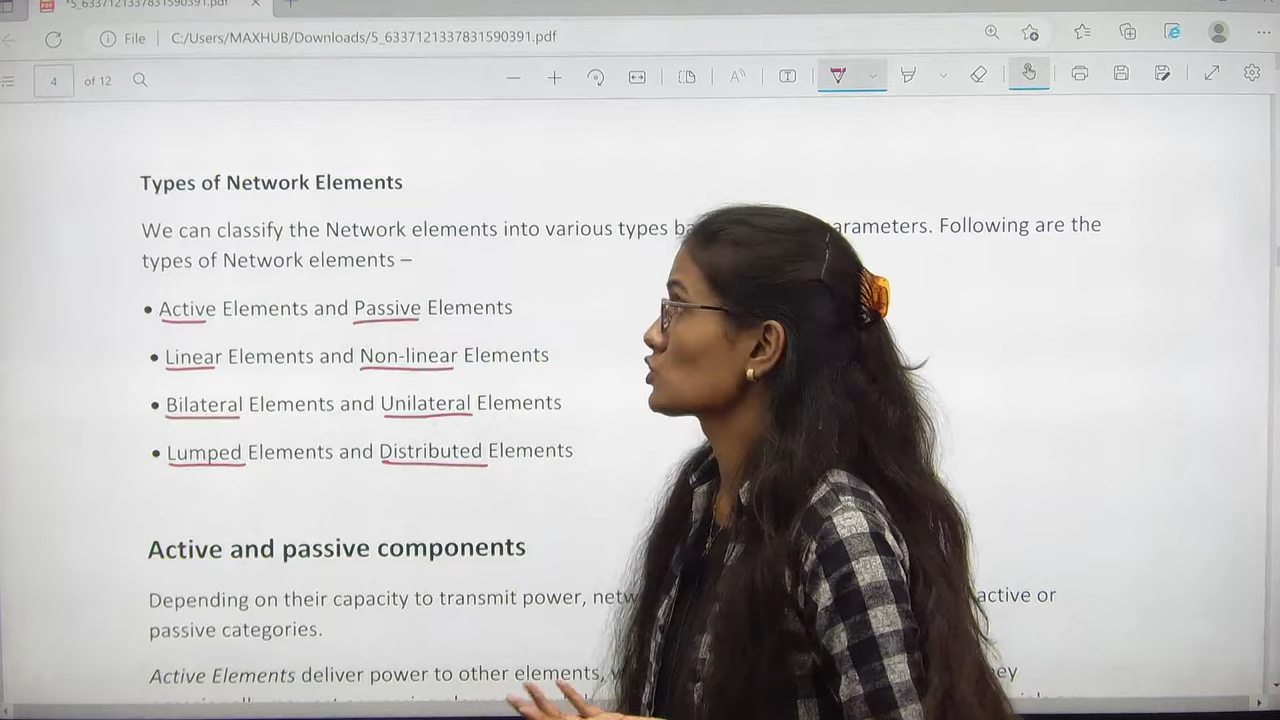 5_6337121337831590391.pdf
File | C:/Users/MAXHUB/Downloads/5_6337121337831590391.pdf
4 of 12
Types of Network Elements
We can classify the Network elements into various types arameters. Following are the
types of Network elements –
• Active Elements and Passive Elements
• Linear Elements and Non-linear Elements
• Bilateral Elements and Unilateral Elements
• Lumped Elements and Distributed Elements
Active and passive components
Depending on their capacity to transmit power, active or
passive categories.
Active Elements deliver power to other elements,